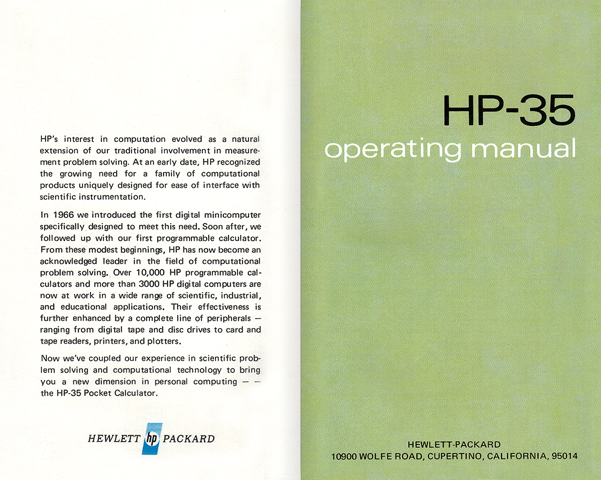 HP's interest in computation evolved as a natural
extension of our traditional involvement in measure-
ment problem solving. At an early date, HP recognized
the growing need for a family of computational
products uniquely designed for ease of interface with
scientific instrumentation.
In 1966 we introduced the first digital minicomputer
specifically designed to meet this need. Soon after, we
followed up with our first programmable calculator.
From these modest beginnings, HP has now become an
acknowledged leader in the field of computational
problem solving. Over 10,000 HP programmable cal-
culators and more than 3000 HP digital computers are
now at work in a wide range of scientific, industrial,
and educational applications. Their effectiveness is
further enhanced by a complete line of peripherals —
ranging from digital tape and disc drives to card and
tape readers, printers, and plotters.
Now we've coupled our experience in scientific prob-
lem solving and computational technology to bring
you a new dimension in personal computing — —
the HP-35 Pocket Calculator.
HEWLETT hp PACKARD
HP-35
operating manual
HEWLETT-PACKARD
10900 WOLFE ROAD, CUPERTINO, CALIFORNIA, 95014